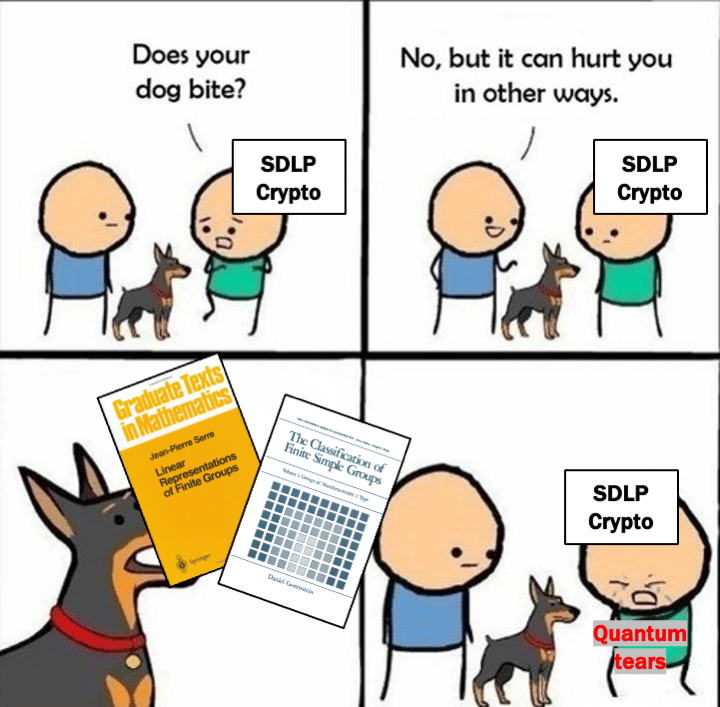 Does your
dog bite?
SDLP
Crypto
No, but it can hurt you
in other ways.
SDLP
Crypto
Graduate Texts
in Mathematics
Jean-Pierre Serre
Linear
Representations
of Finite Groups
Springer
The Classification of
Finite Simple Groups
Daniel Gorenstein
SDLP
Crypto
Quantum
tears